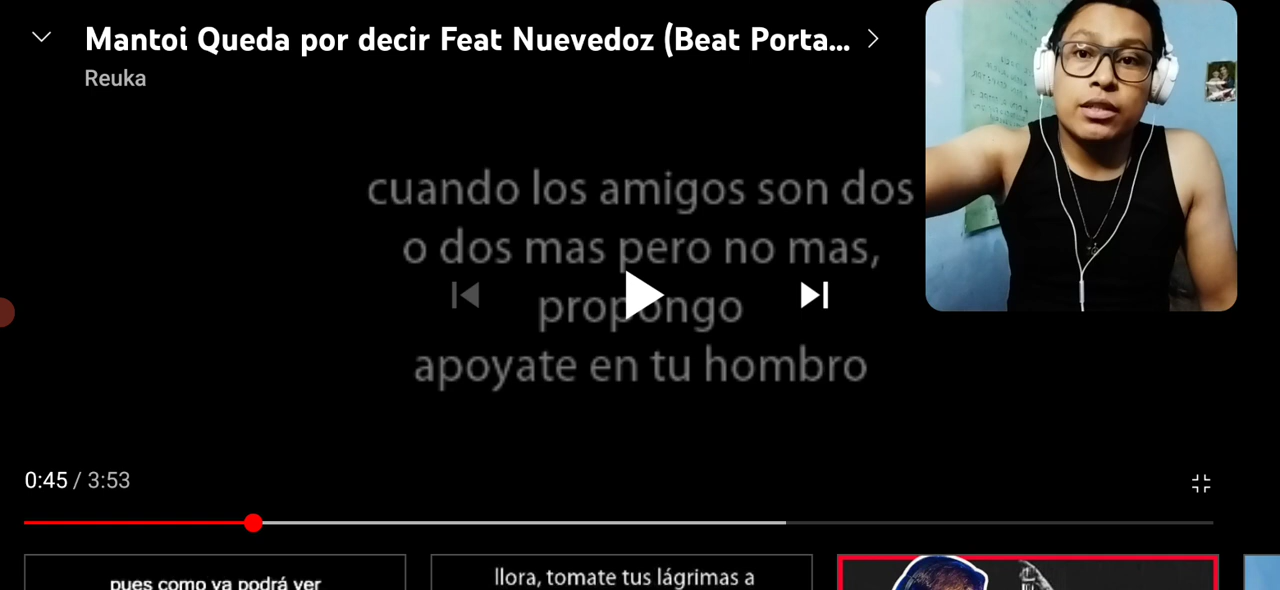 Mantoi Queda por decir Feat Nuevedoz (Beat Porta...
Reuka
cuando los amigos son dos
o dos mas pero no mas,
propongo
apoyate en tu hombro
0:45 / 3:53
pues como ya podrá ver
llora, tomate tus lágrimas a